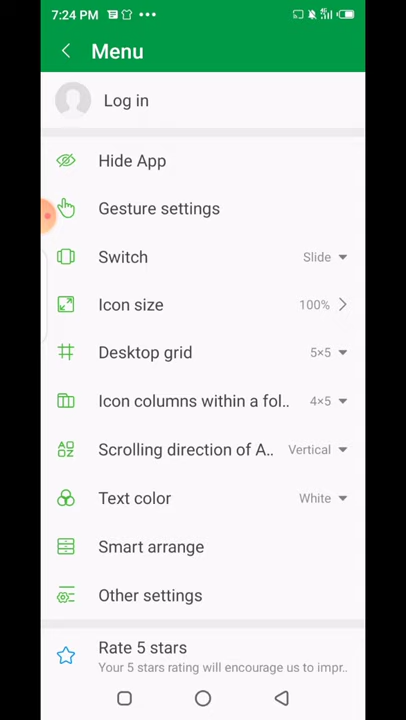 7:24 PM
Menu
Log in
Hide App
Gesture settings
Switch Slide
Icon size 100%
Desktop grid 5×5
Icon columns within a fol.. 4×5
Scrolling direction of A.. Vertical
Text color White
Smart arrange
Other settings
Rate 5 stars
Your 5 stars rating will encourage us to impr..